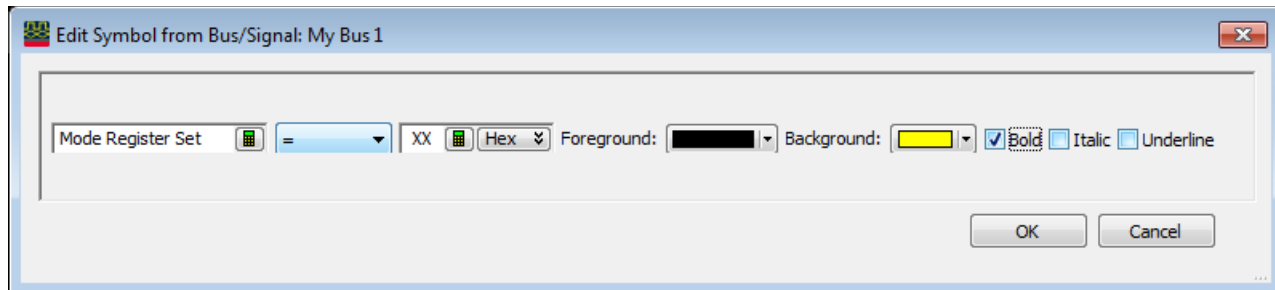 Edit Symbol from Bus/Signal: My Bus 1
Mode Register Set = XX Hex Foreground: Background: Bold Italic Underline
OK Cancel